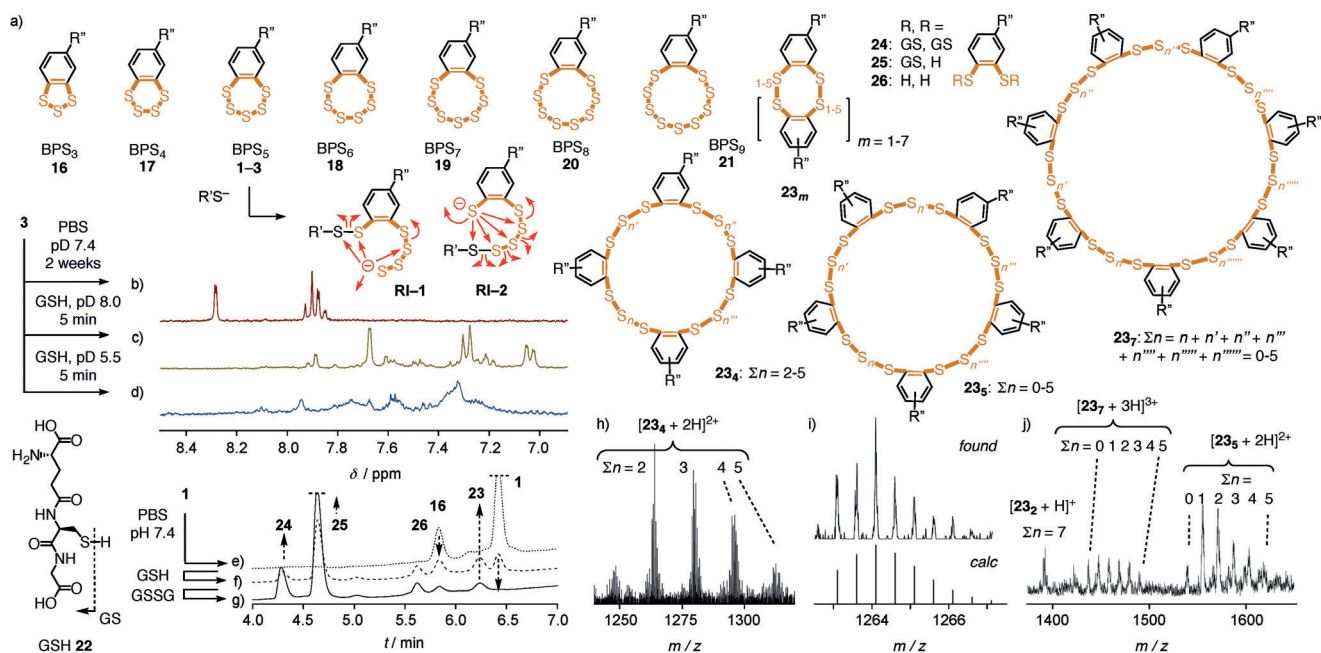 a)
R"
R"
R"
R"
R"
R"
R"
R"
R, R =
24: GS, GS
25: GS, H
26: H, H
R"
RS SR
1-5
1-5
R"
m = 1-7
23m
BPS3
16
BPS4
17
BPS5
1–3
BPS6
18
BPS7
19
BPS8
20
BPS9
21
R'S–
R"
R'–S–S
RI–1
R"
R'–S–S
RI–2
3
PBS
pD 7.4
2 weeks
b)
GSH, pD 8.0
5 min
c)
GSH, pD 5.5
5 min
d)
8.4 8.2 8.0 7.8 7.6 7.4 7.2 7.0
δ / ppm
R"
n'
n"
R"
R"
n
n'''
R"
234: Σn = 2-5
R"
n"
R"
n'
n'''
R"
R"
n
n''''
R"
235: Σn = 0-5
R"
n'''
R"
n"
n''''
R"
R"
n'
n'''''
R"
R"
n
n''''''
R"
237: Σn = n + n' + n" + n'''
+ n'''' + n''''' + n'''''' = 0-5
HO O
H2N
OH
O
HN
O
S–H
NH
O
HO
GS
GSH 22
1
PBS
pH 7.4
e)
GSH
f)
GSSG
g)
24
25
26
16
23
1
4.0 4.5 5.0 5.5 6.0 6.5 7.0
t / min
h)
[234 + 2H]2+
Σn = 2 3 4 5
1250 1300
m / z
i)
found
calc
1264 1266
m / z
j)
[237 + 3H]3+
Σn = 0 1 2 3 4 5
[235 + 2H]2+
Σn =
0 1 2 3 4 5
[232 + H]+
Σn = 7
1400 1500 1600
m / z